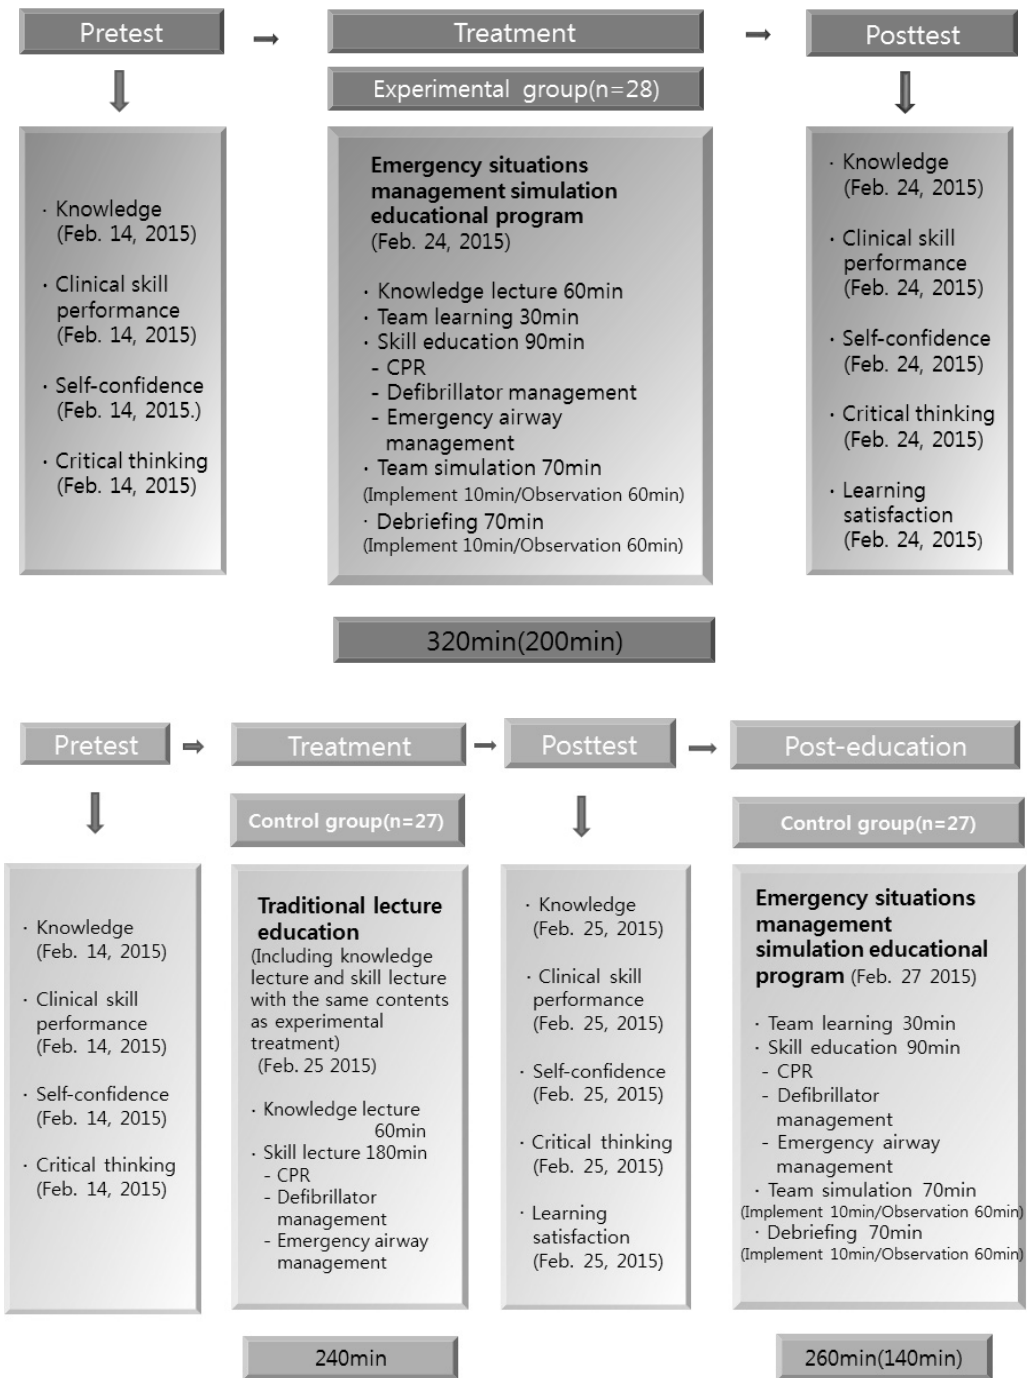 Pretest
Treatment
Posttest
Experimental group(n=28)
· Knowledge
(Feb. 14, 2015)
· Clinical skill
performance
(Feb. 14, 2015)
· Self-confidence
(Feb. 14, 2015.)
· Critical thinking
(Feb. 14, 2015)
Emergency situations
management simulation
educational program
(Feb. 24, 2015)
· Knowledge lecture 60min
· Team learning 30min
· Skill education 90min
- CPR
- Defibrillator management
- Emergency airway
management
· Team simulation 70min
(Implement 10min/Observation 60min)
· Debriefing 70min
(Implement 10min/Observation 60min)
· Knowledge
(Feb. 24, 2015)
· Clinical skill
performance
(Feb. 24, 2015)
· Self-confidence
(Feb. 24, 2015)
· Critical thinking
(Feb. 24, 2015)
· Learning
satisfaction
(Feb. 24, 2015)
320min(200min)
Pretest
Treatment
Posttest
Post-education
Control group(n=27)
Control group(n=27)
· Knowledge
(Feb. 14, 2015)
· Clinical skill
performance
(Feb. 14, 2015)
· Self-confidence
(Feb. 14, 2015)
· Critical thinking
(Feb. 14, 2015)
Traditional lecture
education
(Including knowledge
lecture and skill lecture
with the same contents
as experimental
treatment)
(Feb. 25 2015)
· Knowledge lecture
60min
· Skill lecture 180min
- CPR
- Defibrillator
management
- Emergency airway
management
· Knowledge
(Feb. 25, 2015)
· Clinical skill
performance
(Feb. 25, 2015)
· Self-confidence
(Feb. 25, 2015)
· Critical thinking
(Feb. 25, 2015)
· Learning
satisfaction
(Feb. 25, 2015)
Emergency situations
management
simulation educational
program (Feb. 27 2015)
· Team learning 30min
· Skill education 90min
- CPR
- Defibrillator
management
- Emergency airway
management
· Team simulation 70min
(Implement 10min/Observation 60min)
· Debriefing 70min
(Implement 10min/Observation 60min)
240min
260min(140min)